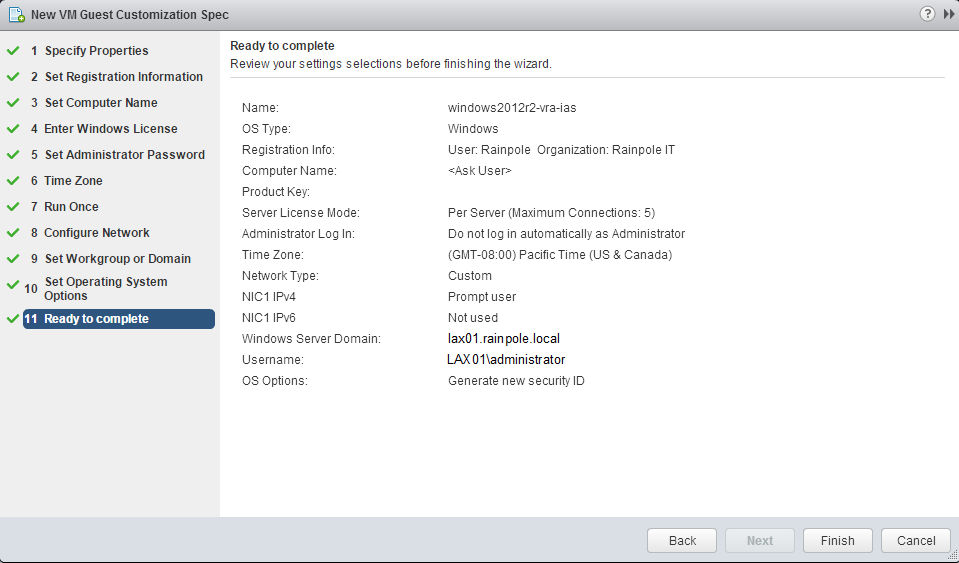 New VM Guest Customization Spec
?
1 Specify Properties
2 Set Registration Information
3 Set Computer Name
4 Enter Windows License
5 Set Administrator Password
6 Time Zone
7 Run Once
8 Configure Network
9 Set Workgroup or Domain
10 Set Operating System
Options
11 Ready to complete
Ready to complete
Review your settings selections before finishing the wizard.
Name: windows2012r2-vra-ias
OS Type: Windows
Registration Info: User: Rainpole Organization: Rainpole IT
Computer Name: <Ask User>
Product Key:
Server License Mode: Per Server (Maximum Connections: 5)
Administrator Log In: Do not log in automatically as Administrator
Time Zone: (GMT-08:00) Pacific Time (US & Canada)
Network Type: Custom
NIC1 IPv4 Prompt user
NIC1 IPv6 Not used
Windows Server Domain: lax01.rainpole.local
Username: LAX01\administrator
OS Options: Generate new security ID
Back Next Finish Cancel